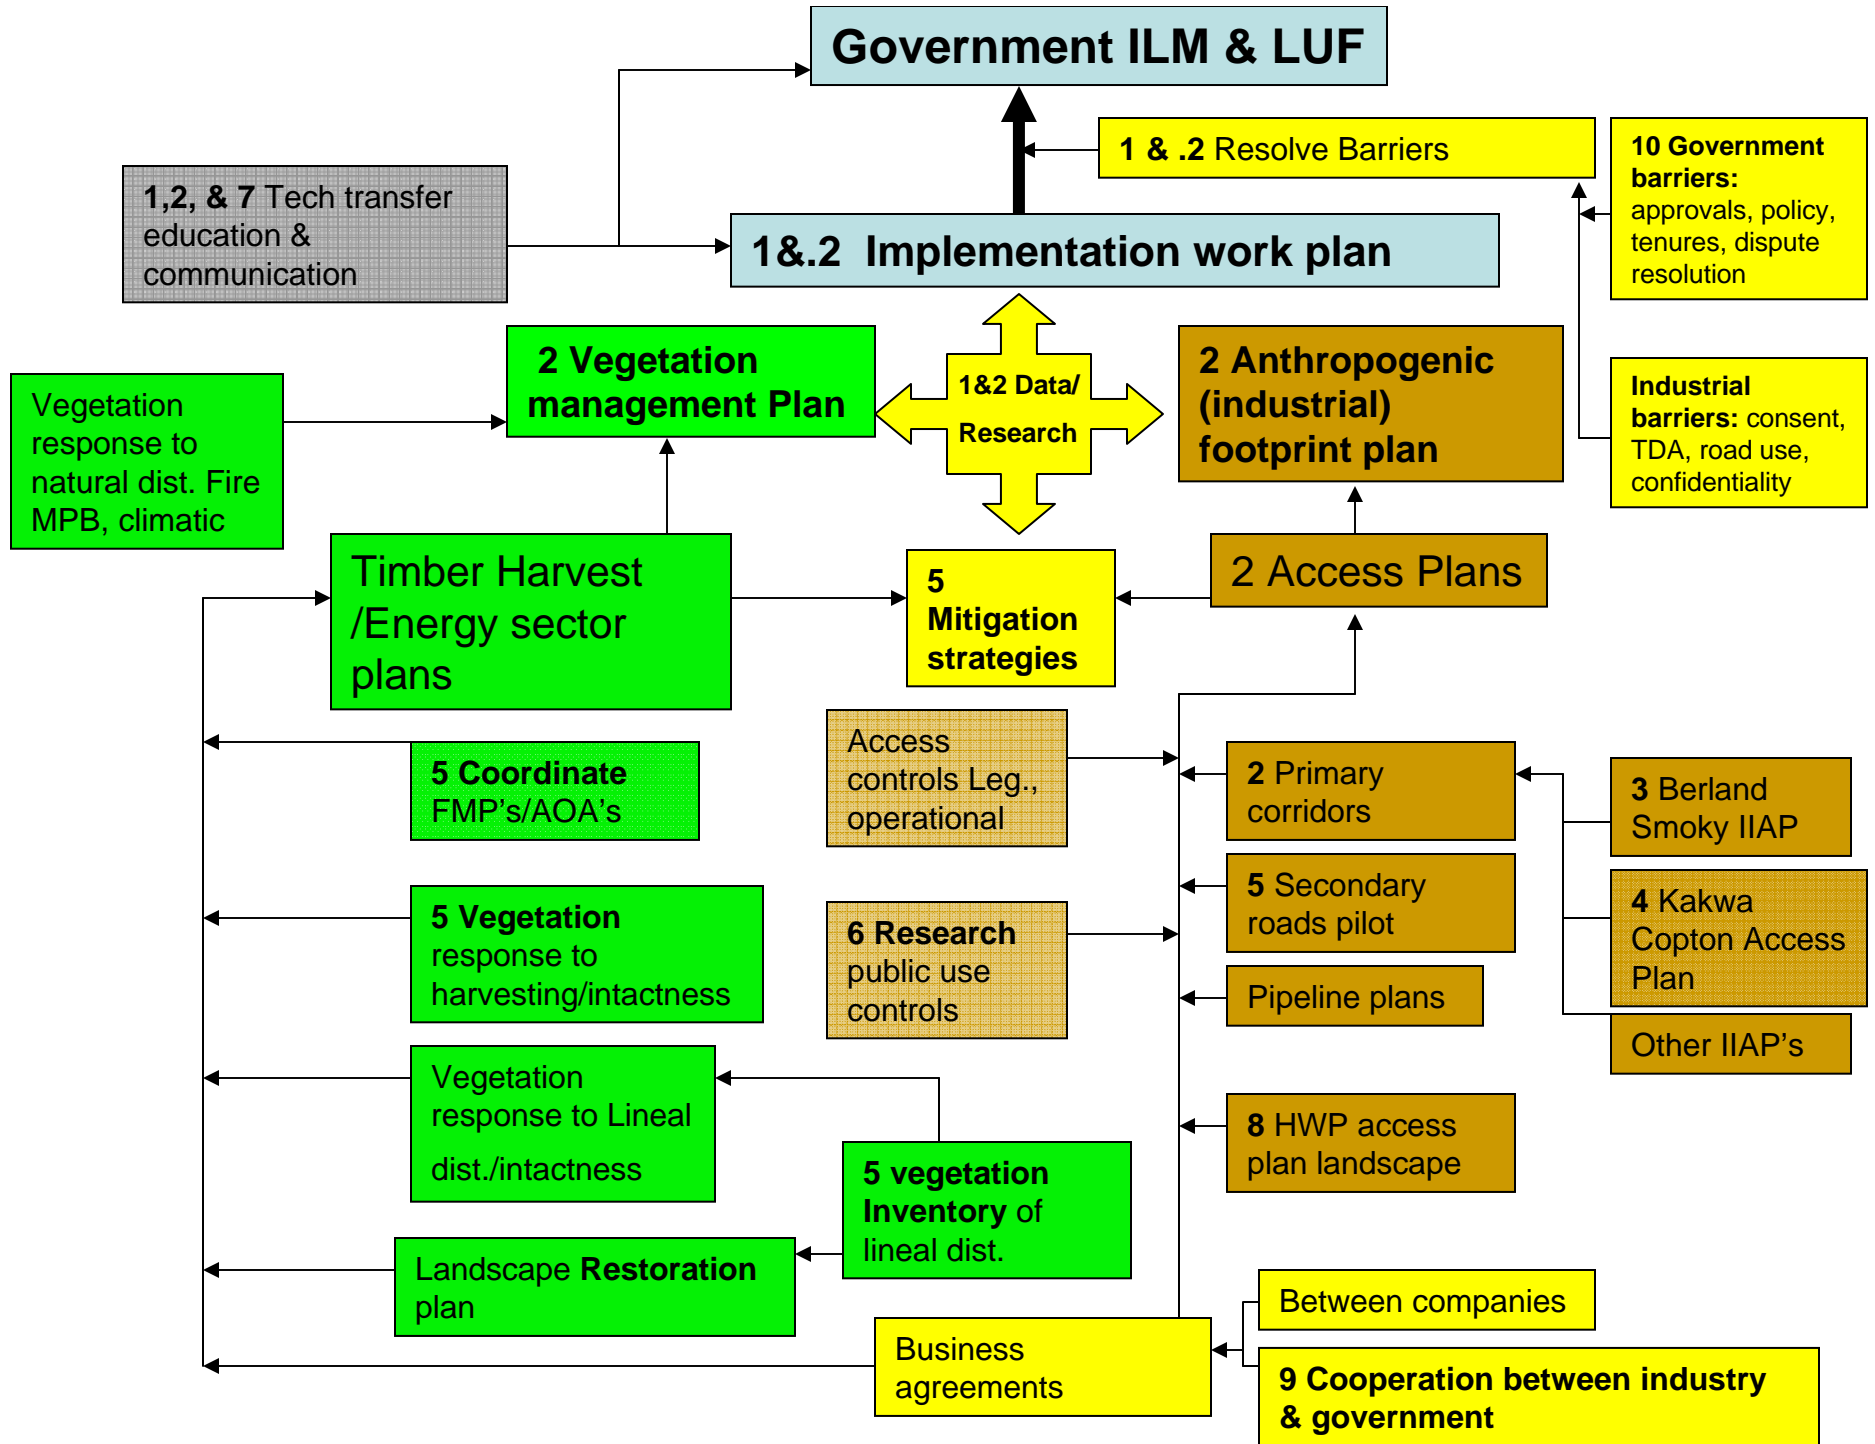 Government ILM & LUF
1 & .2 Resolve Barriers
10 Government
barriers:
approvals, policy,
tenures, dispute
resolution
1,2, & 7 Tech transfer
education &
communication
1&.2 Implementation work plan
2 Vegetation
management Plan
1&2 Data/
Research
2 Anthropogenic
(industrial)
footprint plan
Industrial
barriers: consent,
TDA, road use,
confidentiality
Vegetation
response to
natural dist. Fire
MPB, climatic
Timber Harvest
/Energy sector
plans
5
Mitigation
strategies
2 Access Plans
5 Coordinate
FMP's/AOA's
Access
controls Leg.,
operational
2 Primary
corridors
3 Berland
Smoky IIAP
5 Vegetation
response to
harvesting/intactness
6 Research
public use
controls
5 Secondary
roads pilot
4 Kakwa
Copton Access
Plan
Pipeline plans
Other IIAP's
Vegetation
response to Lineal
dist./intactness
5 vegetation
Inventory of
lineal dist.
8 HWP access
plan landscape
Landscape Restoration
plan
Business
agreements
Between companies
9 Cooperation between industry
& government